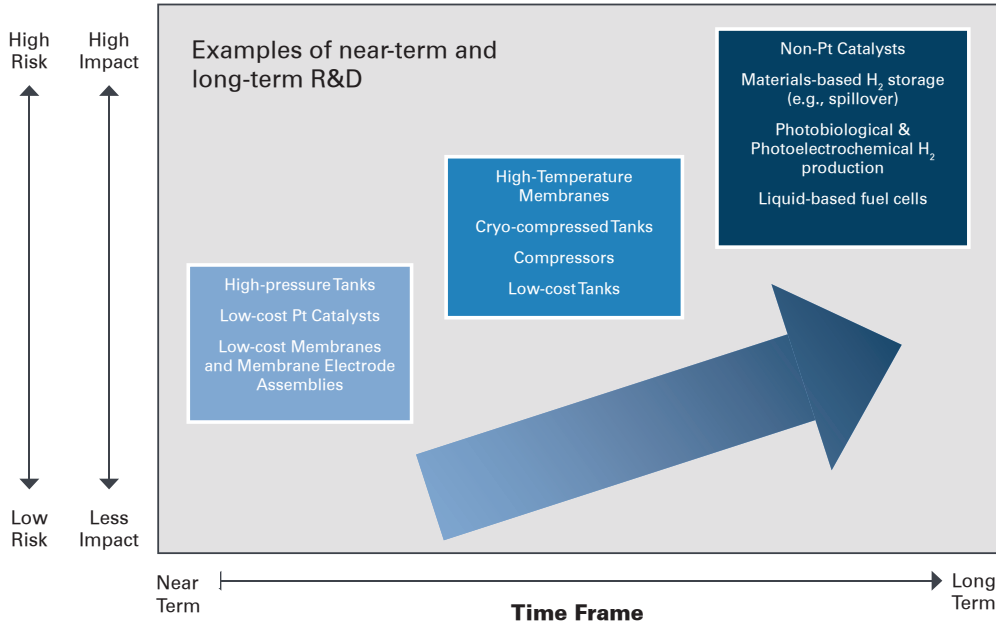 High
Risk
High
Impact
Examples of near-term and
long-term R&D
Non-Pt Catalysts
Materials-based H₂ storage
(e.g., spillover)
Photobiological &
Photoelectrochemical H₂
production
Liquid-based fuel cells
High-Temperature
Membranes
Cryo-compressed Tanks
Compressors
Low-cost Tanks
High-pressure Tanks
Low-cost Pt Catalysts
Low-cost Membranes
and Membrane Electrode
Assemblies
Low
Risk
Less
Impact
Near
Term
Time Frame
Long
Term